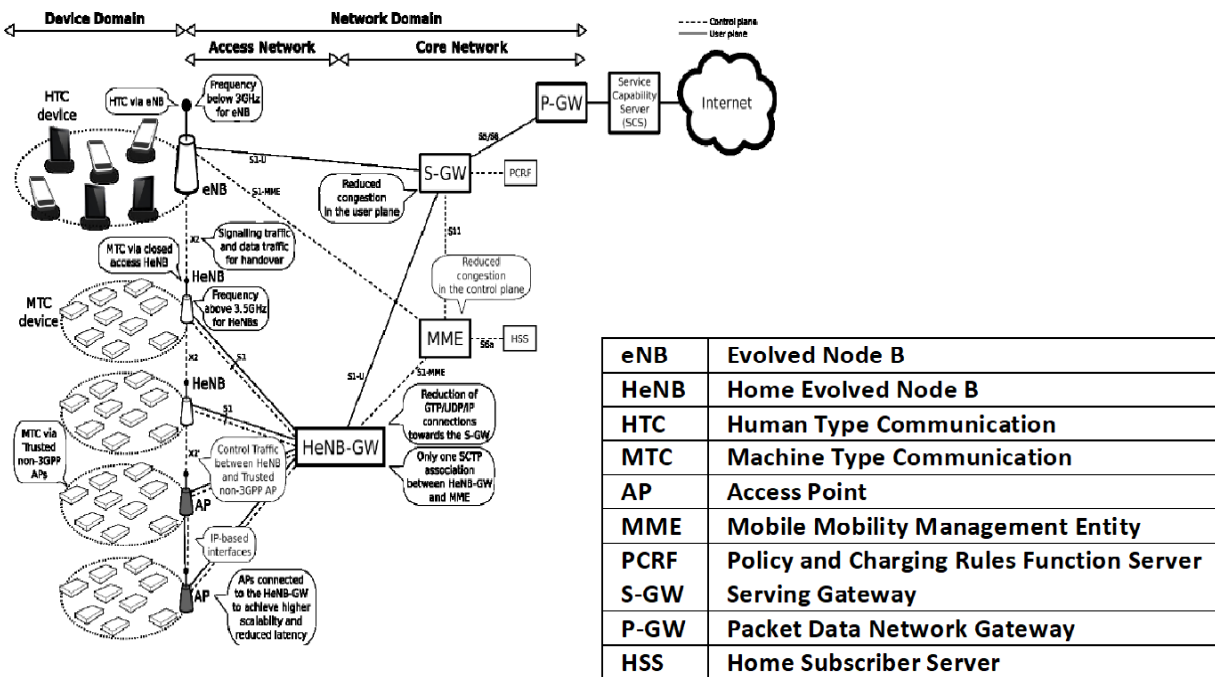 Device Domain
Network Domain
Control plane
User plane
Access Network
Core Network
HTC
device
HTC via eNB
Frequency
below 3GHz
for eNB
P-GW
Service
Capability
Server
(SCS)
Internet
S5/S8
S1-U
S-GW
PCRF
eNB
S1-MME
Reduced
congestion
in the user plane
X2
Signalling traffic
and data traffic
for handover
S11
MTC via closed
access HeNB
HeNB
Reduced
congestion
in the control plane
MTC
device
Frequency
above 3.5GHz
for HeNBs
MME
S6a
HSS
X2
S1
HeNB
S1-U
S1-MME
S1
Reduction of
GTP/UDP/IP
connections
towards the S-GW
MTC via
Trusted
non-3GPP
APs
X2'
Control Traffic
between HeNB
and Trusted
non-3GPP AP
HeNB-GW
Only one SCTP
association
between HeNB-GW
and MME
AP
IP-based
interfaces
AP
APs connected
to the HeNB-GW
to achieve higher
scalability and
reduced latency
eNB Evolved Node B
HeNB Home Evolved Node B
HTC Human Type Communication
MTC Machine Type Communication
AP Access Point
MME Mobile Mobility Management Entity
PCRF Policy and Charging Rules Function Server
S-GW Serving Gateway
P-GW Packet Data Network Gateway
HSS Home Subscriber Server